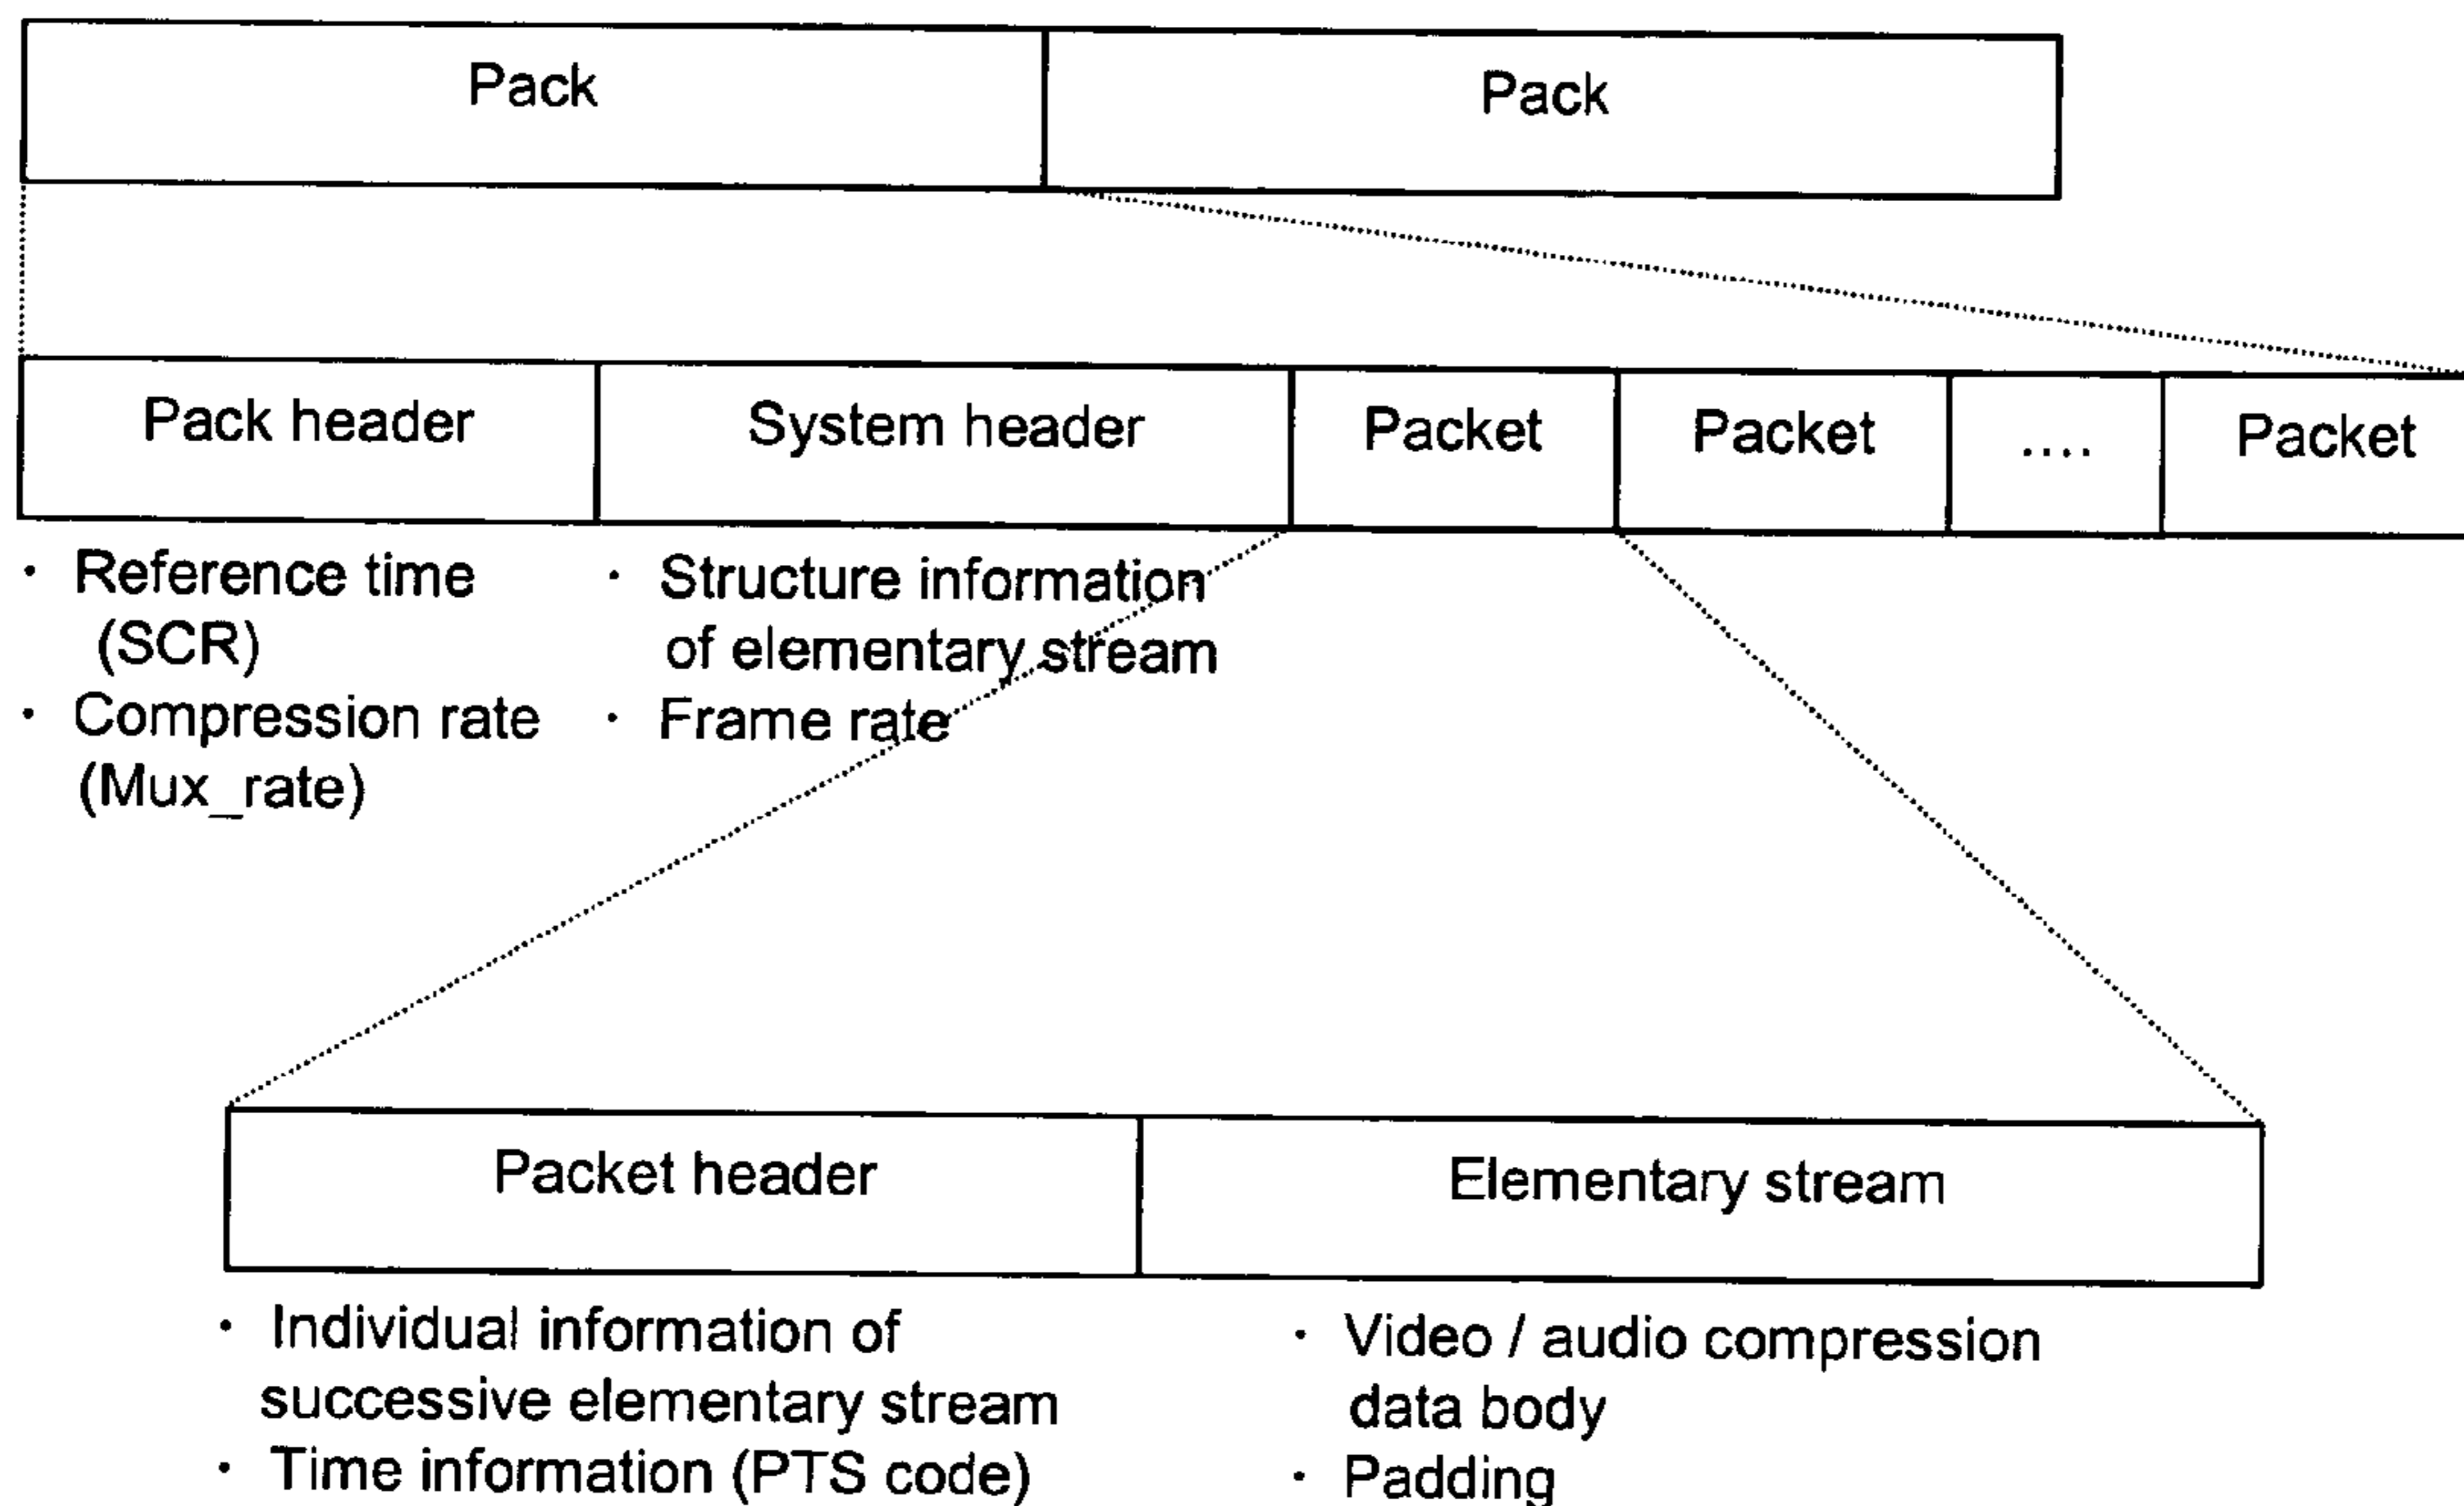 Pack Pack
Pack header System header Packet Packet .... Packet
・ Reference time
(SCR)
・ Compression rate
(Mux_rate)
・ Structure information
of elementary stream
・ Frame rate
Packet header Elementary stream
・ Individual information of
successive elementary stream
・ Time information (PTS code)
・ Video / audio compression
data body
・ Padding